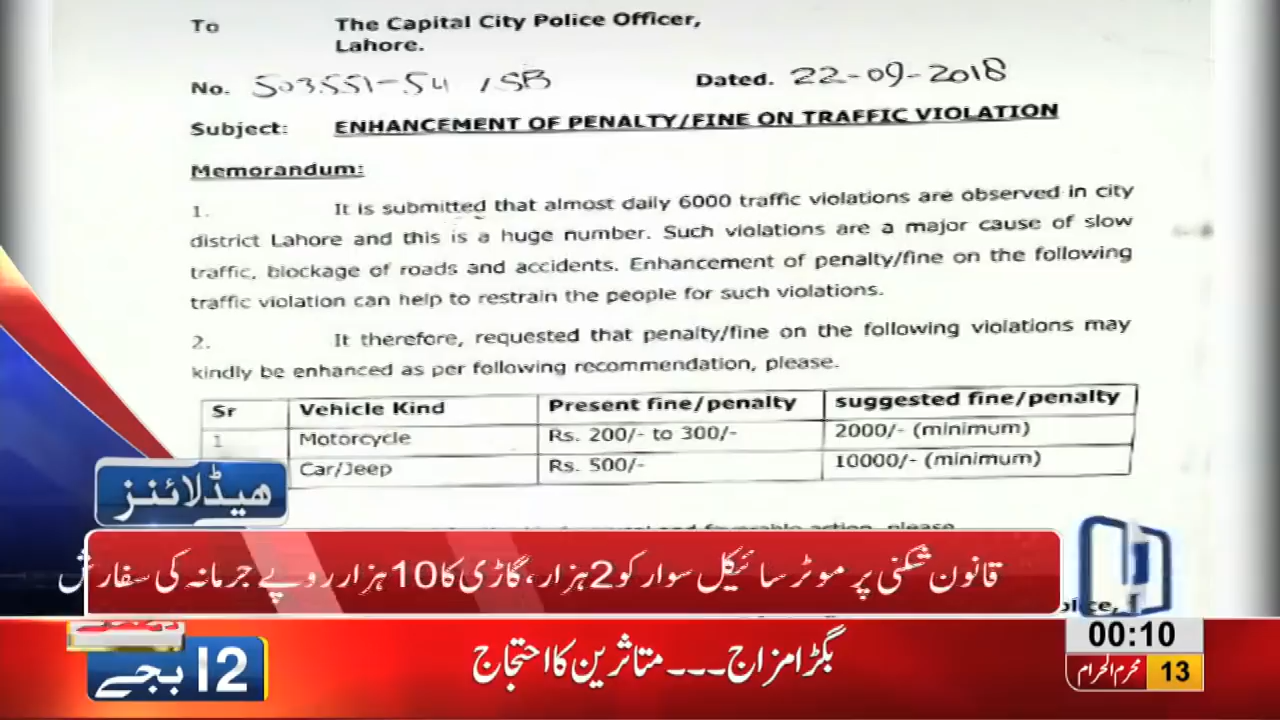 To The Capital City Police Officer,
Lahore.
No. 503551-54 /SB Dated. 22-09-2018
Subject: ENHANCEMENT OF PENALTY/FINE ON TRAFFIC VIOLATION
Memorandum:
1. It is submitted that almost daily 6000 traffic violations are observed in city
district Lahore and this is a huge number. Such violations are a major cause of slow
traffic, blockage of roads and accidents. Enhancement of penalty/fine on the following
traffic violation can help to restrain the people for such violations.
2. It therefore, requested that penalty/fine on the following violations may
kindly be enhanced as per following recommendation, please.
Sr Vehicle Kind Present fine/penalty suggested fine/penalty
1 Motorcycle Rs. 200/- to 300/- 2000/- (minimum)
Car/Jeep Rs. 500/- 10000/- (minimum)
action, please
ہیڈلائنز
قانون شکنی پر موٹر سائیکل سوار کو 2 ہزار، گاڑی کا 10 ہزار روپے جرمانہ کی سفارش
12 بجے
بگڑا مزاج ۔۔۔ متاثرین کا احتجاج
00:10
13 محرم الحرام